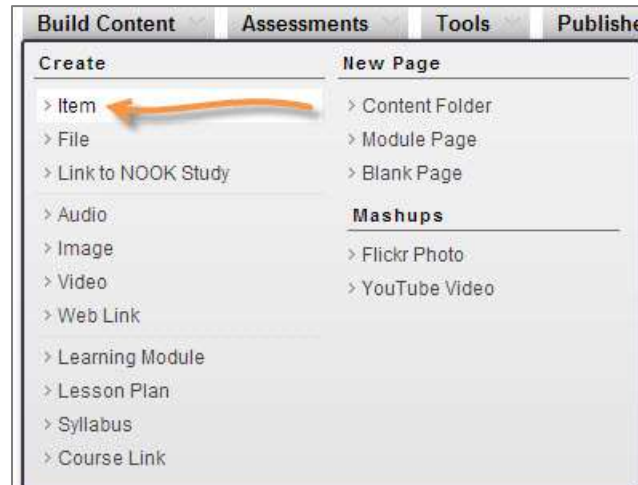 Build Content Assessments Tools Publishe
Create
> Item
> File
> Link to NOOK Study
> Audio
> Image
> Video
> Web Link
> Learning Module
> Lesson Plan
> Syllabus
> Course Link
New Page
> Content Folder
> Module Page
> Blank Page
Mashups
> Flickr Photo
> YouTube Video